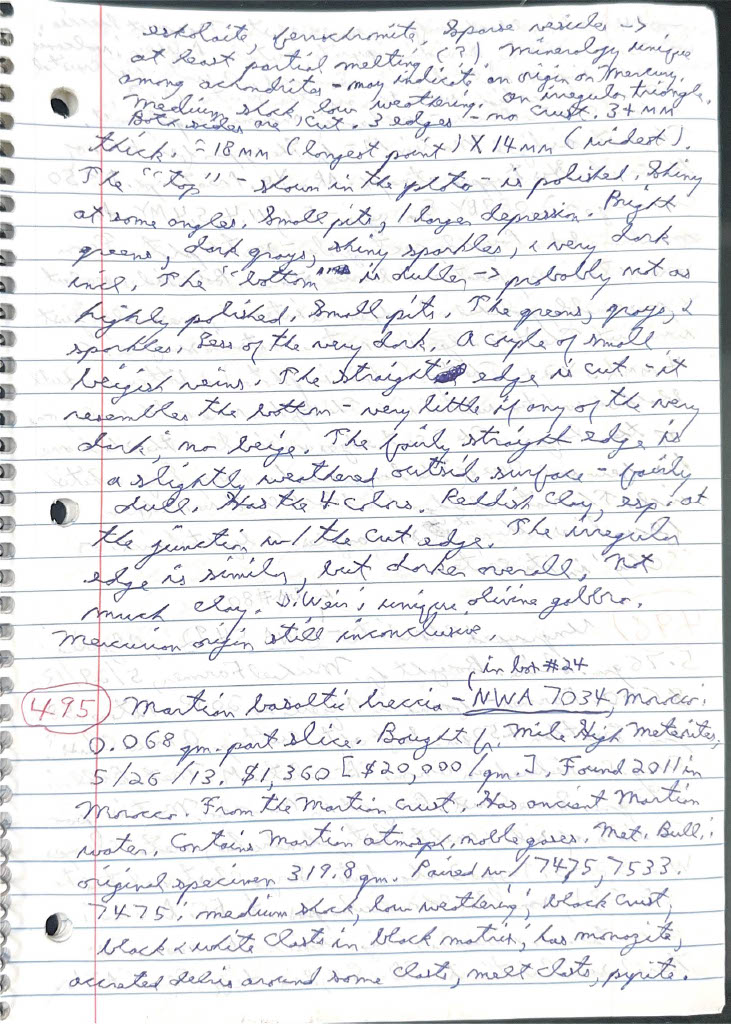 eskolaite, ferrochromite. Sparse vesicles ->
at least partial melting (?). Mineralogy unique
among achondrites - may indicate an origin on Mercury.
Medium shock, low weathering. An irregular triangle.
Both sides are cut. 3 edges - no crust. 3+ mm
thick. ≈ 18 mm (longest point) X 14 mm (widest).
The "top" - shown in the photo - is polished. Shiny
at some angles. Small pits, 1 larger depression. Bright
greens, dark grays, shiny sparkles, & very dark
incl. The "bottom" is duller -> probably not as
highly polished. Small pits. The greens, grays, &
sparkles. Less of the very dark. A couple of small
beigish veins. The straight edge is cut - it
resembles the bottom - very little if any of the very
dark, no beige. The fairly straight edge is
a slightly weathered outside surface - fairly
dull. Has the 4 colors. Reddish clay, esp. at
the junction w/ the cut edge. The irregular
edge is similar, but darker overall, not
much clay. unique olivine gabbro.
Mercurian origin still inconclusive.
in box #24
495 Martian basaltic breccia - NWA 7034, Morocco.
0.068 gm. part slice. Bought fr. Mile High Meteorites,
5/26/13. $1,360 [$20,000/gm.]. Found 2011 in
Morocco. From the Martian crust. Has ancient Martian
water. Contains Martian atmosph. noble gases. Met. Bull.:
original specimen 319.8 gm. Paired w/ 7475, 7533.
7475: medium shock, low weathering; black crust,
black & white clasts in black matrix; has monazite,
accreted debris around some clasts, melt clasts, pyrite.